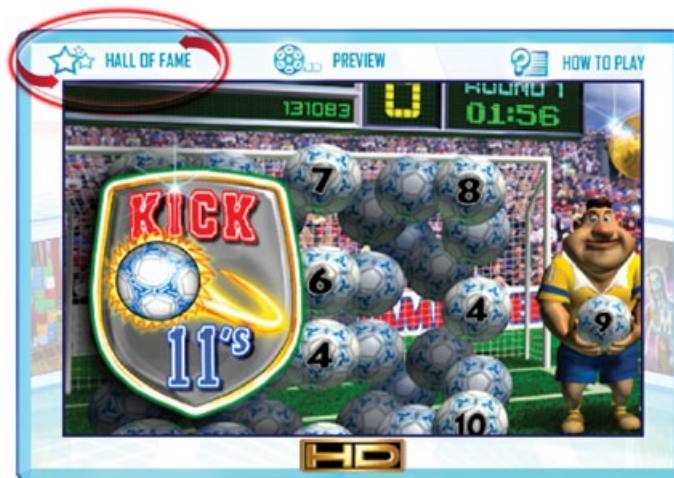 HALL OF FAME
PREVIEW
HOW TO PLAY
131083
0
ROUND 1
01:56
7
8
KICK
11's
6
4
9
4
10
HD